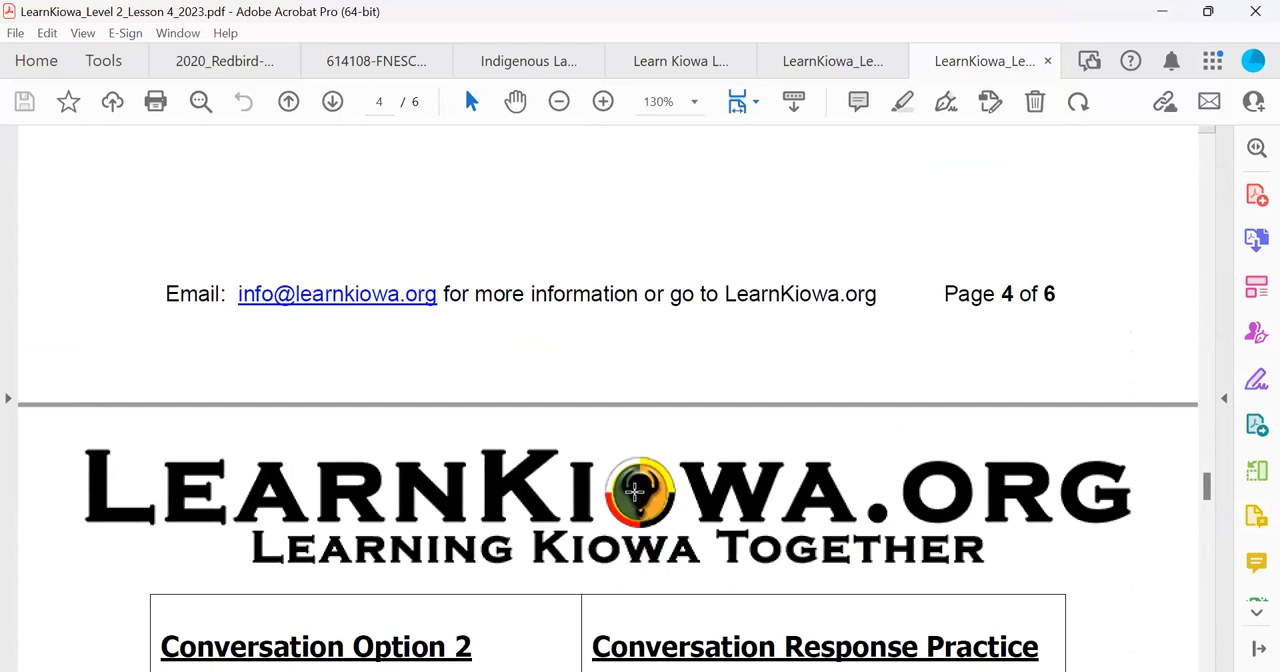 LearnKiowa_Level 2_Lesson 4_2023.pdf - Adobe Acrobat Pro (64-bit)
File Edit View E-Sign Window Help
Home Tools 2020_Redbird-... 614108-FNESC... Indigenous La... Learn Kiowa L... LearnKiowa_Le... LearnKiowa_Le... ×
4 / 6 130%
Email: info@learnkiowa.org for more information or go to LearnKiowa.org Page 4 of 6
LEARNKIOWA.ORG
LEARNING KIOWA TOGETHER
Conversation Option 2 Conversation Response Practice